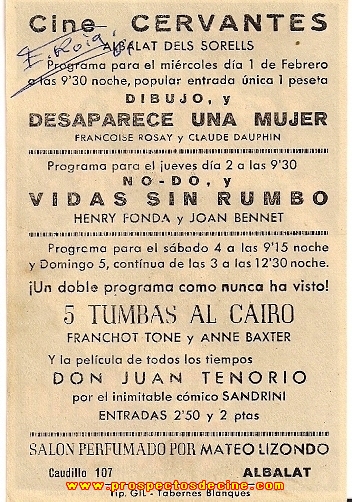 Cine CERVANTES
ALBALAT DELS SORELLS
E. Roig
Programa para el miércoles día 1 de Febrero
a las 9'30 noche, popular entrada única 1 peseta
DIBUJO, y
DESAPARECE UNA MUJER
FRANCOISE ROSAY y CLAUDE DAUPHIN
Programa para el jueves día 2 a las 9'30
NO-DO, y
VIDAS SIN RUMBO
HENRY FONDA y JOAN BENNET
Programa para el sábado 4 a las 9'15 noche
y Domingo 5, contínua de las 3 a las 12'30 noche.
¡Un doble programa como nunca ha visto!
5 TUMBAS AL CAIRO
FRANCHOT TONE y ANNE BAXTER
Y la película de todos los tiempos
DON JUAN TENORIO
por el inimitable cómico SANDRINI
ENTRADAS 2'50 y 2 ptas
SALON PERFUMADO POR MATEO LIZONDO
Caudillo 107 ALBALAT
www.prospectosdecine.com
Tip. GIL - Tabernes Blanques